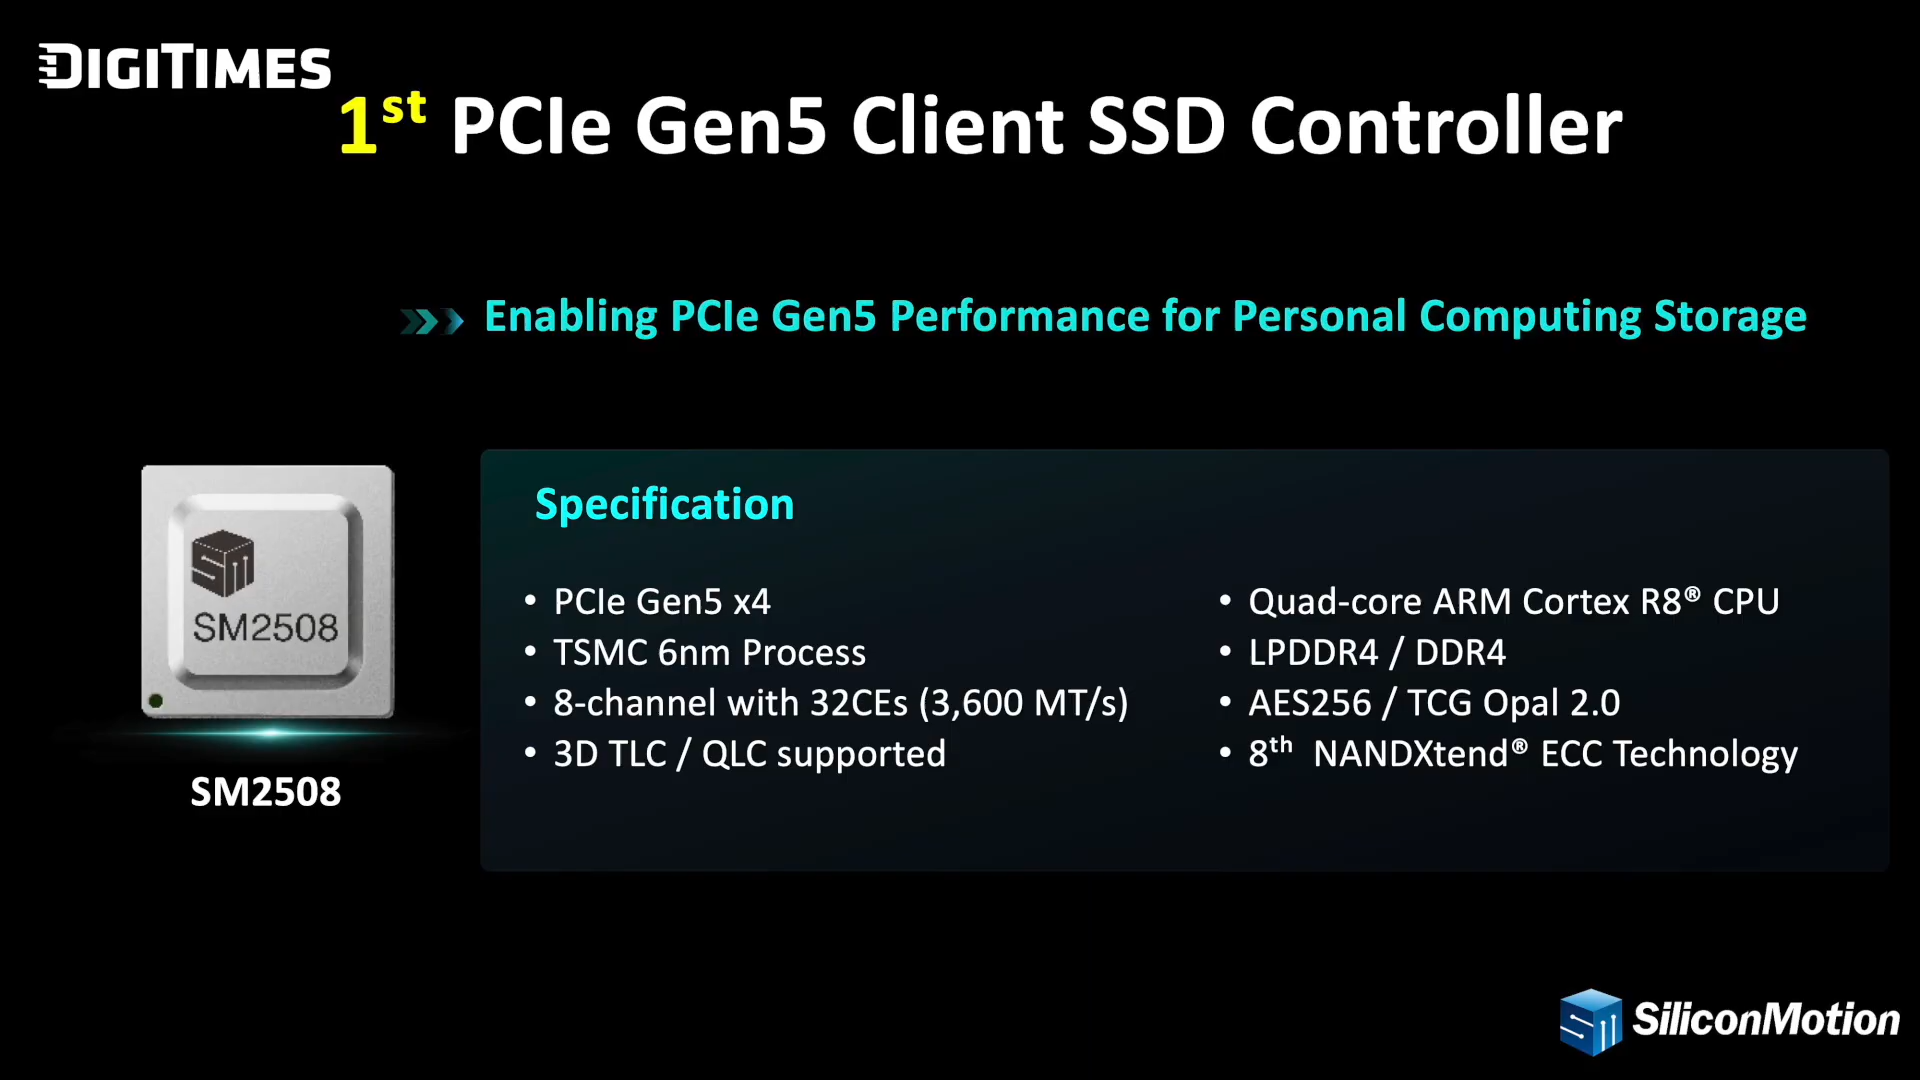 DIGITIMES
1st PCIe Gen5 Client SSD Controller
Enabling PCIe Gen5 Performance for Personal Computing Storage
SM2508
SM2508
Specification
• PCIe Gen5 x4
• TSMC 6nm Process
• 8-channel with 32CEs (3,600 MT/s)
• 3D TLC / QLC supported
• Quad-core ARM Cortex R8® CPU
• LPDDR4 / DDR4
• AES256 / TCG Opal 2.0
• 8th NANDXtend® ECC Technology
SiliconMotion